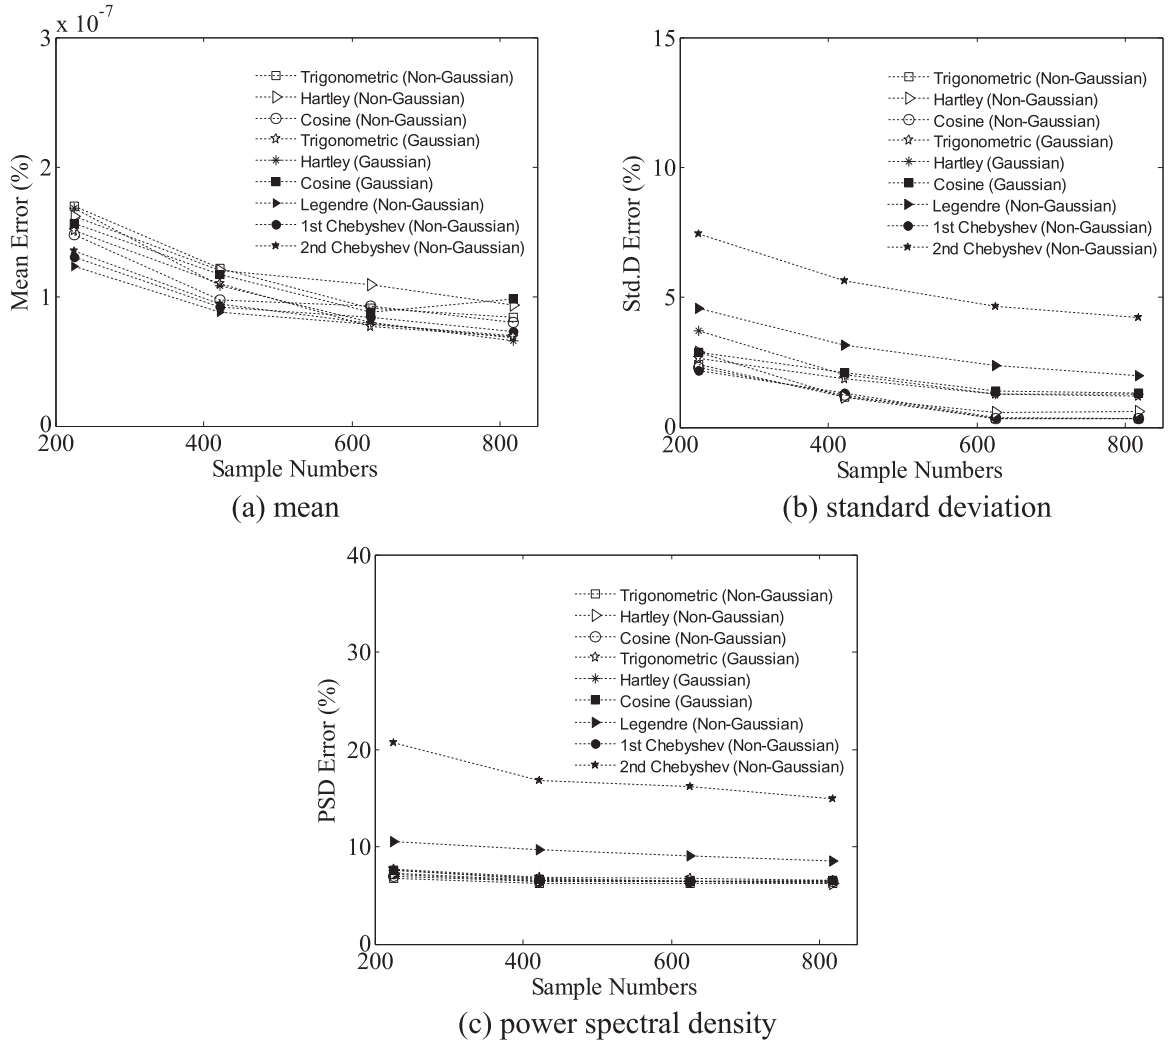 x 10⁻⁷
3
2
1
0
200
400
600
800
Mean Error (%)
Trigonometric (Non-Gaussian)
Hartley (Non-Gaussian)
Cosine (Non-Gaussian)
Trigonometric (Gaussian)
Hartley (Gaussian)
Cosine (Gaussian)
Legendre (Non-Gaussian)
1st Chebyshev (Non-Gaussian)
2nd Chebyshev (Non-Gaussian)
Sample Numbers
(a) mean
15
10
5
0
200
400
600
800
Std.D Error (%)
Trigonometric (Non-Gaussian)
Hartley (Non-Gaussian)
Cosine (Non-Gaussian)
Trigonometric (Gaussian)
Hartley (Gaussian)
Cosine (Gaussian)
Legendre (Non-Gaussian)
1st Chebyshev (Non-Gaussian)
2nd Chebyshev (Non-Gaussian)
Sample Numbers
(b) standard deviation
40
30
20
10
0
200
400
600
800
PSD Error (%)
Trigonometric (Non-Gaussian)
Hartley (Non-Gaussian)
Cosine (Non-Gaussian)
Trigonometric (Gaussian)
Hartley (Gaussian)
Cosine (Gaussian)
Legendre (Non-Gaussian)
1st Chebyshev (Non-Gaussian)
2nd Chebyshev (Non-Gaussian)
Sample Numbers
(c) power spectral density